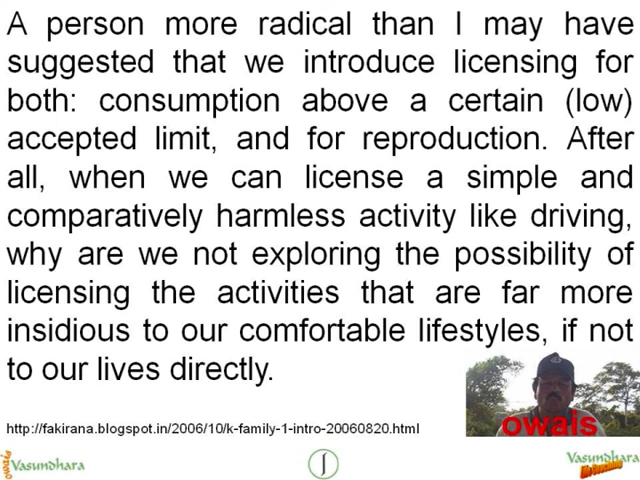 A person more radical than I may have
suggested that we introduce licensing for
both: consumption above a certain (low)
accepted limit, and for reproduction. After
all, when we can license a simple and
comparatively harmless activity like driving,
why are we not exploring the possibility of
licensing the activities that are far more
insidious to our comfortable lifestyles, if not
to our lives directly.
owais
http://fakirana.blogspot.in/2006/10/k-family-1-intro-20060820.html
owais
Vasundhara
Vasundhara
Life Coaching